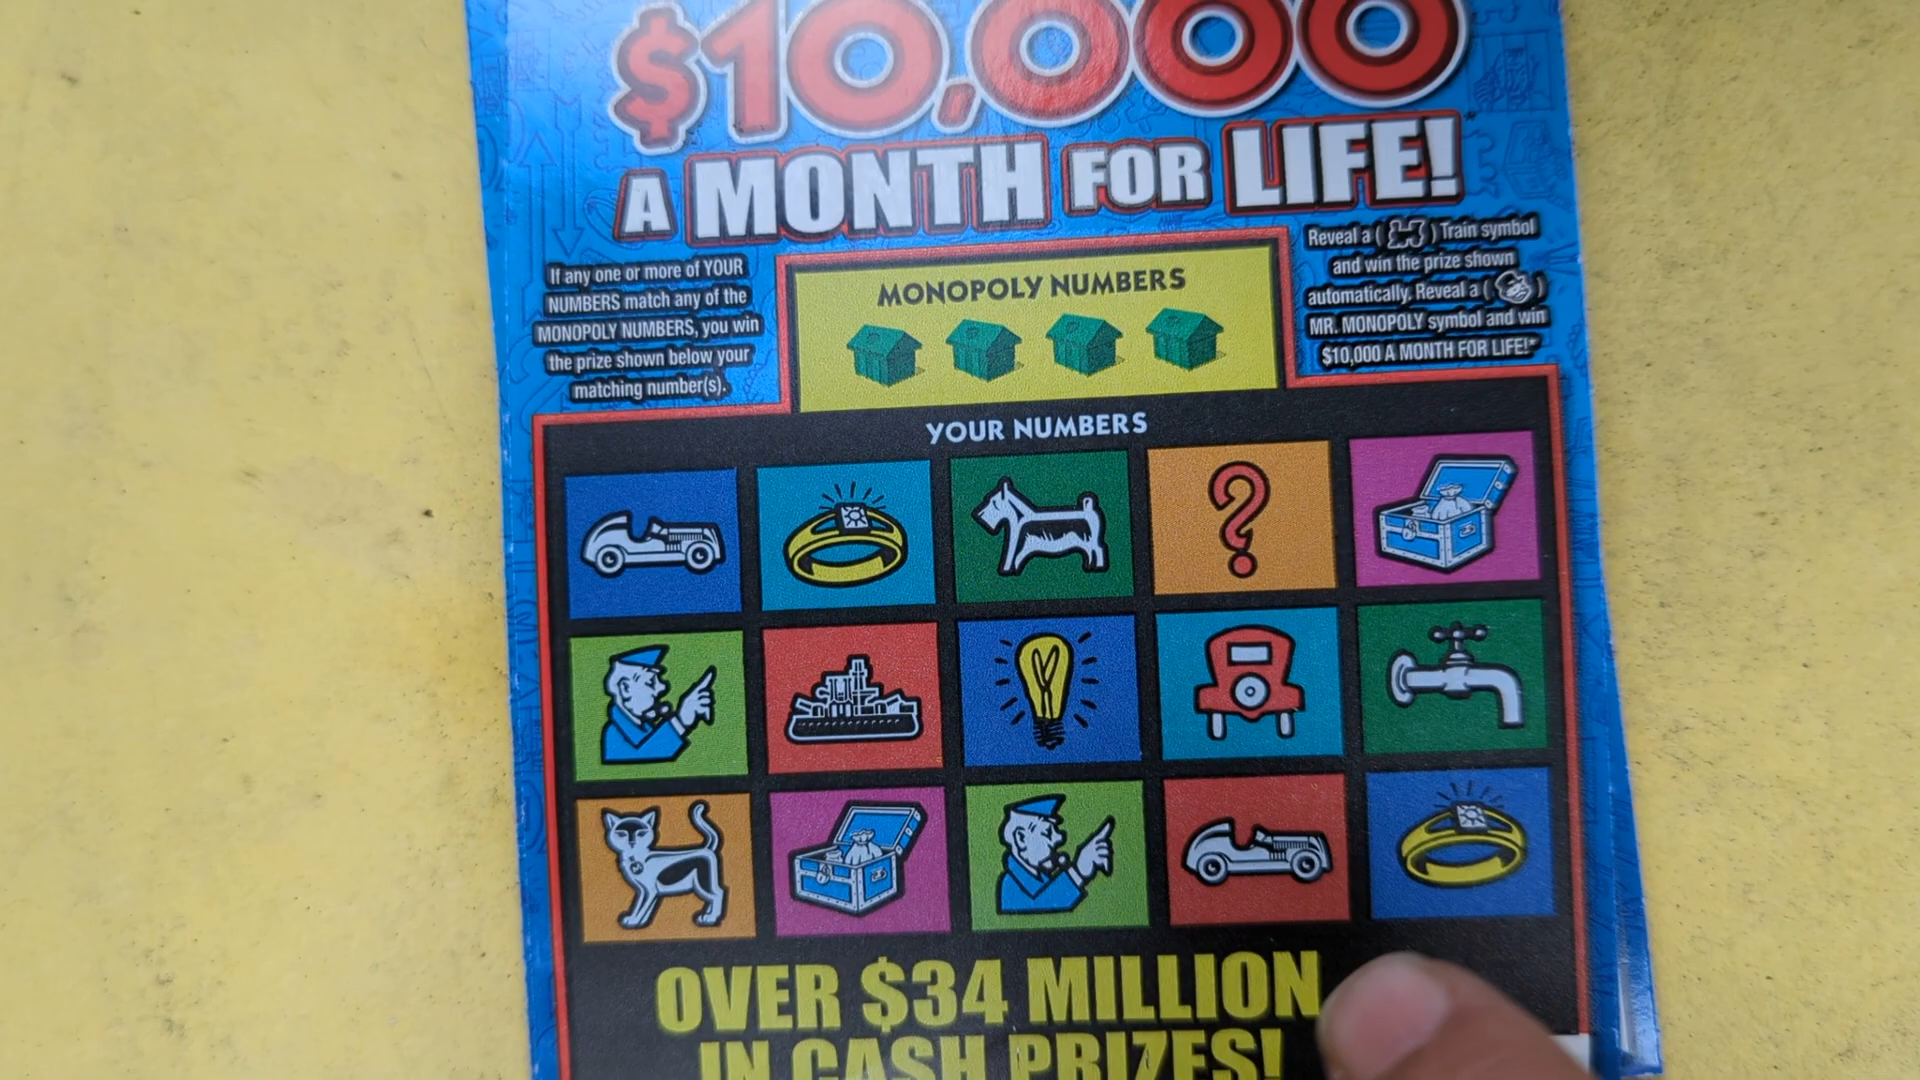 $10,000
A MONTH FOR LIFE!*
If any one or more of YOUR
NUMBERS match any of the
MONOPOLY NUMBERS, you win
the prize shown below your
matching number(s).
MONOPOLY NUMBERS
Reveal a ( ) Train symbol
and win the prize shown
automatically. Reveal a ( )
MR. MONOPOLY symbol and win
$10,000 A MONTH FOR LIFE!*
YOUR NUMBERS
?
OVER $34 MILLION
IN CASH PRIZES!